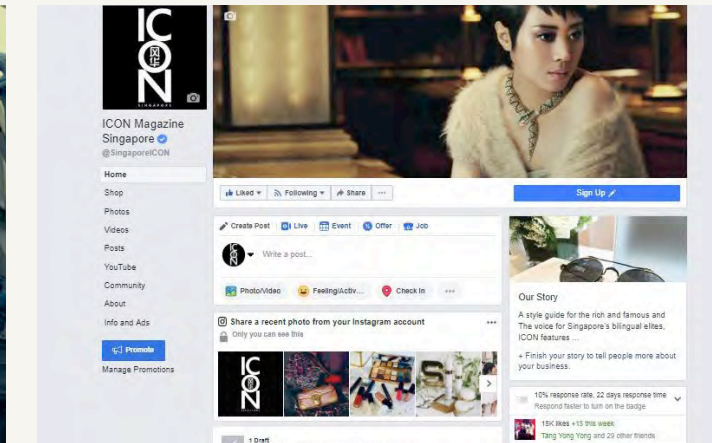 ICON
风华
SINGAPORE
ICON Magazine
Singapore
@SingaporeICON
Home
Shop
Photos
Videos
Posts
YouTube
Community
About
Info and Ads
Promote
Manage Promotions
Liked
Following
Share
Sign Up
Create Post
Live
Event
Offer
Job
Write a post...
Photo/Video
Feeling/Activ...
Check in
Share a recent photo from your Instagram account
Only you can see this
ICON
1 Draft
Our Story
A style guide for the rich and famous and
The voice for Singapore's bilingual elites,
ICON features ...
+ Finish your story to tell people more about
your business.
10% response rate, 22 days response time
Respond faster to turn on the badge
15K likes +15 this week
Tang Yong Yong and 29 other friends